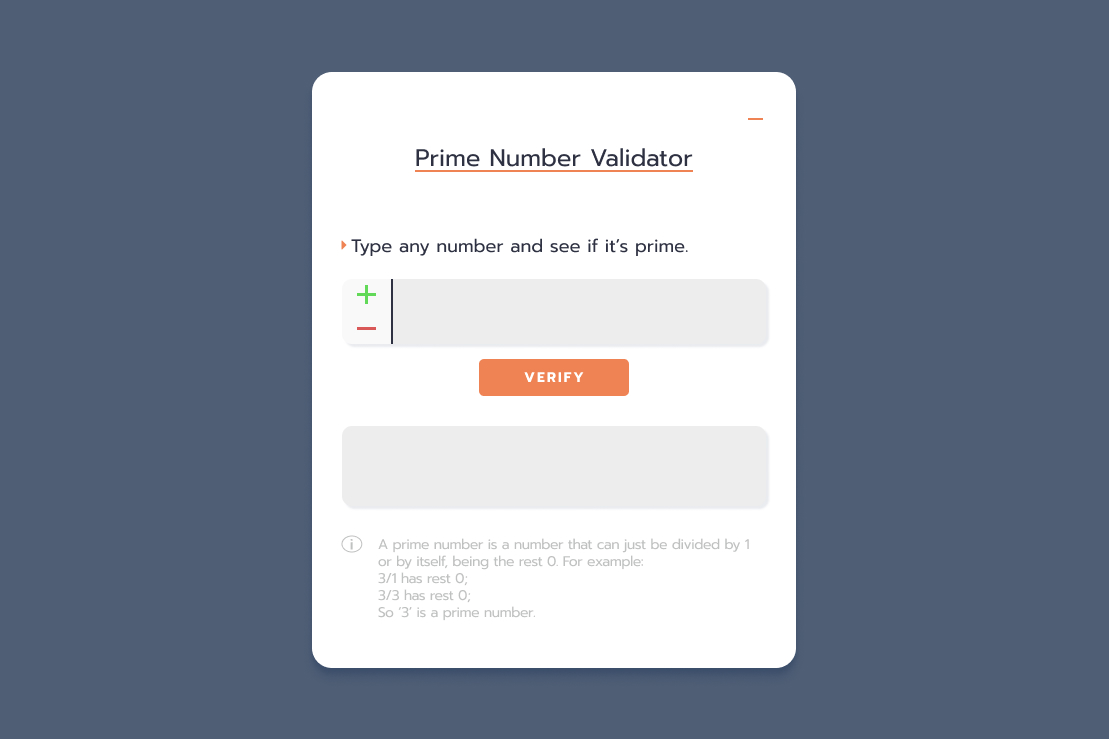 Prime Number Validator
Type any number and see if it’s prime.
VERIFY
A prime number is a number that can just be divided by 1
or by itself, being the rest 0. For example:
3/1 has rest 0;
3/3 has rest 0;
So ‘3’ is a prime number.